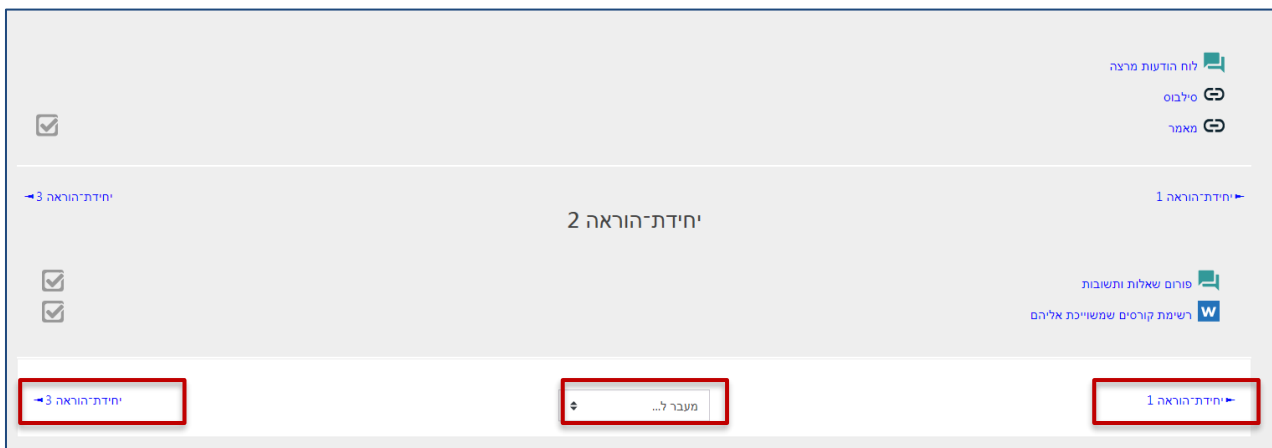 לוח הודעות מרצה
סילבוס
מאמר
יחידת־הוראה 1
יחידת־הוראה 3
יחידת־הוראה 2
פורום שאלות ותשובות
רשימת קורסים שמשוייכת אליהם
יחידת־הוראה 1
מעבר ל...
יחידת־הוראה 3